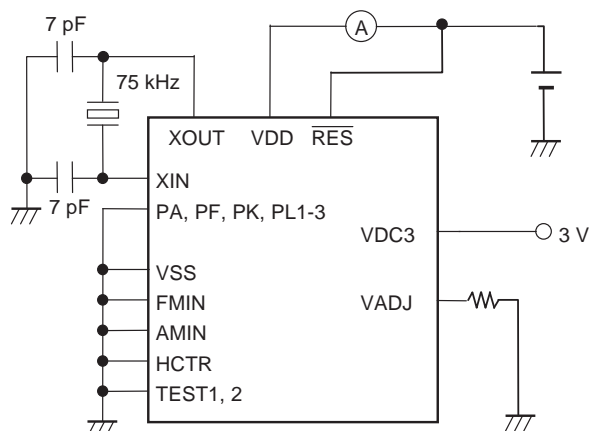 7 pF
A
75 kHz
XOUT VDD RES
XIN
7 pF
PA, PF, PK, PL1-3
VDC3
3 V
VSS
FMIN
VADJ
AMIN
HCTR
TEST1, 2